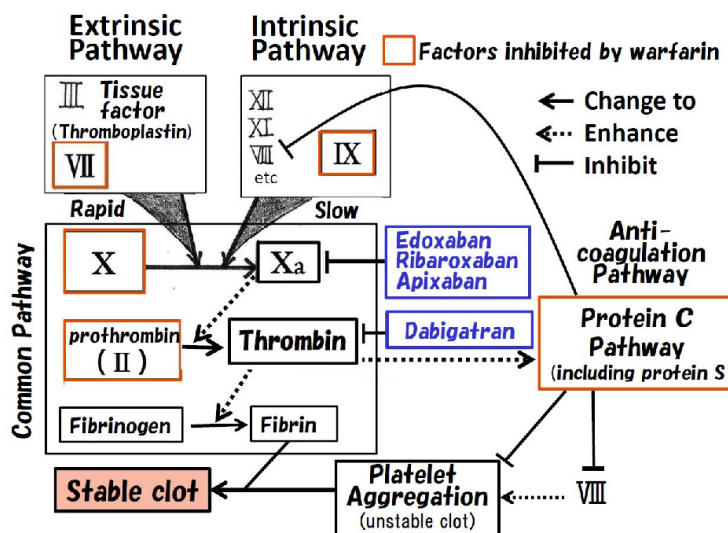 Extrinsic
Pathway
Intrinsic
Pathway
Factors inhibited by warfarin
III Tissue
factor
(Thromboplastin)
VII
XII
XI
VIII
etc
IX
Change to
Enhance
Inhibit
Rapid
Slow
Common Pathway
X
Xa
Edoxaban
Ribaroxaban
Apixaban
Anti-
coagulation
Pathway
prothrombin
(II)
Thrombin
Dabigatran
Protein C
Pathway
(including protein S
Fibrinogen
Fibrin
Stable clot
Platelet
Aggregation
(unstable clot)
VIII